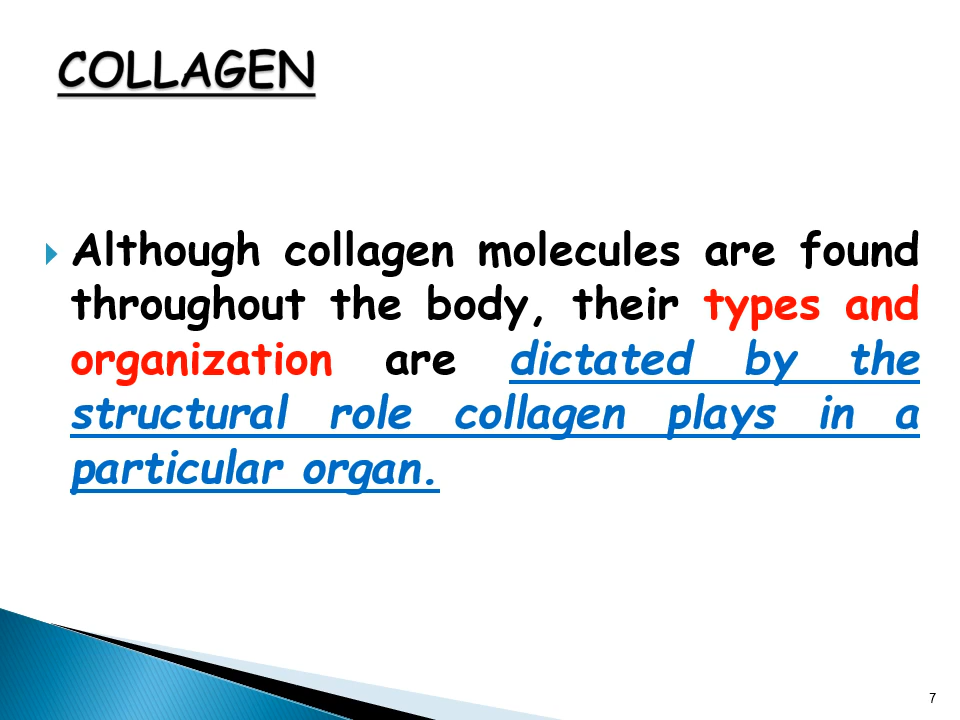 COLLAGEN
Although collagen molecules are found
throughout the body, their types and
organization are dictated by the
structural role collagen plays in a
particular organ.
7